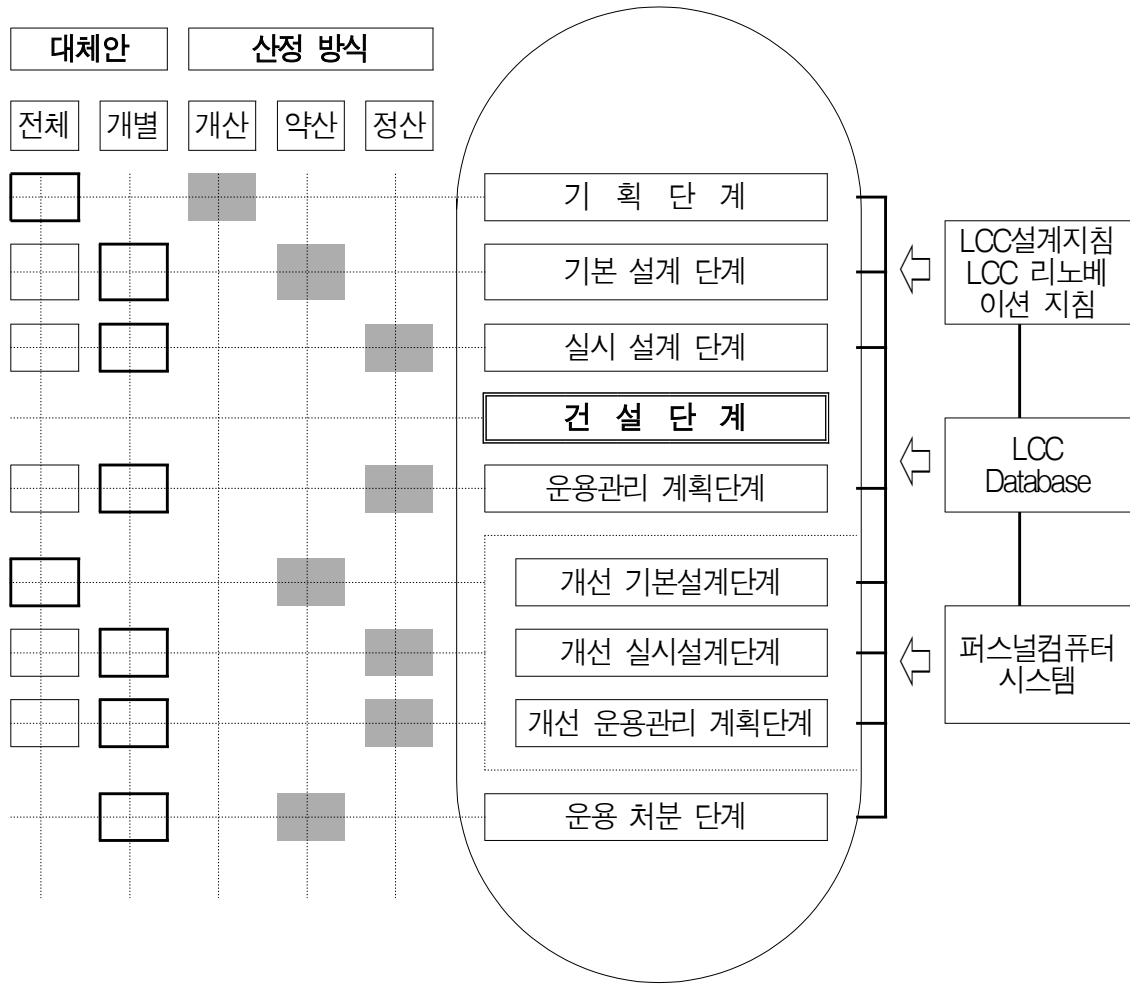 대체안
산정 방식
전체
개별
개산
약산
정산
기 획 단 계
기본 설계 단계
실시 설계 단계
건 설 단 계
운용관리 계획단계
개선 기본설계단계
개선 실시설계단계
개선 운용관리 계획단계
운용 처분 단계
LCC설계지침
LCC 리노베
이션 지침
LCC
Database
퍼스널컴퓨터
시스템